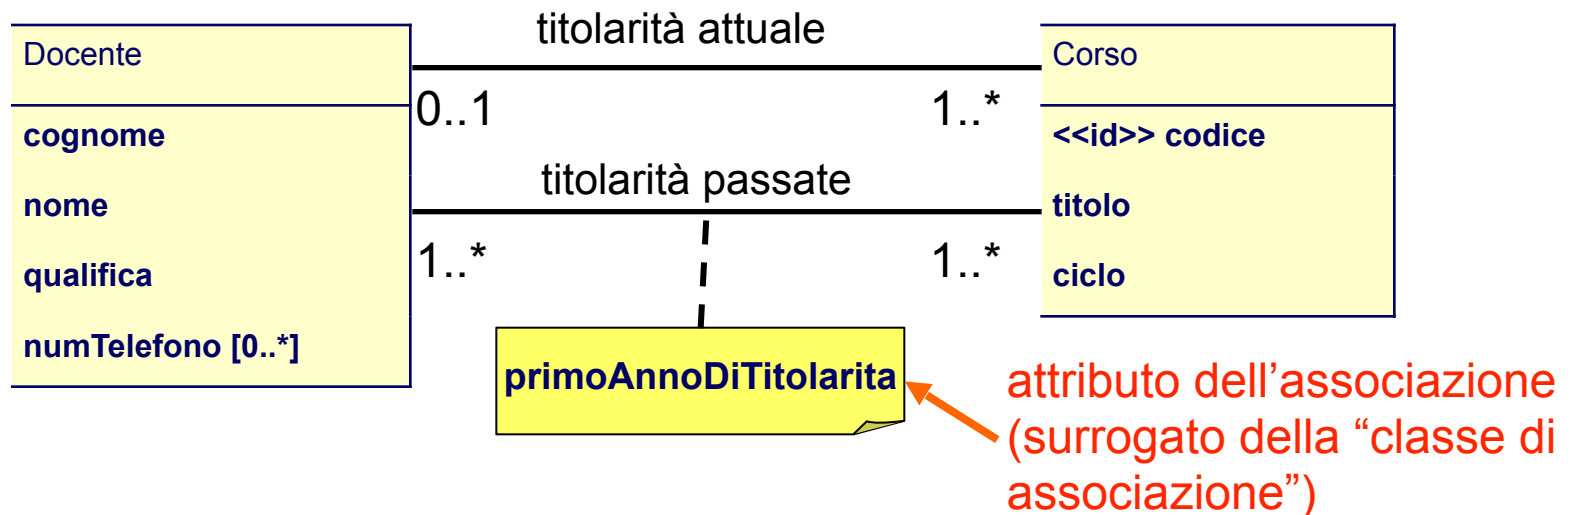 titolarità attuale
Docente
Corso
0..1
1..*
cognome
<<id>> codice
titolarità passate
nome
titolo
1..*
1..*
qualifica
ciclo
numTelefono [0..*]
primoAnnoDiTitolarita
attributo dell’associazione
(surrogato della “classe di
associazione”)